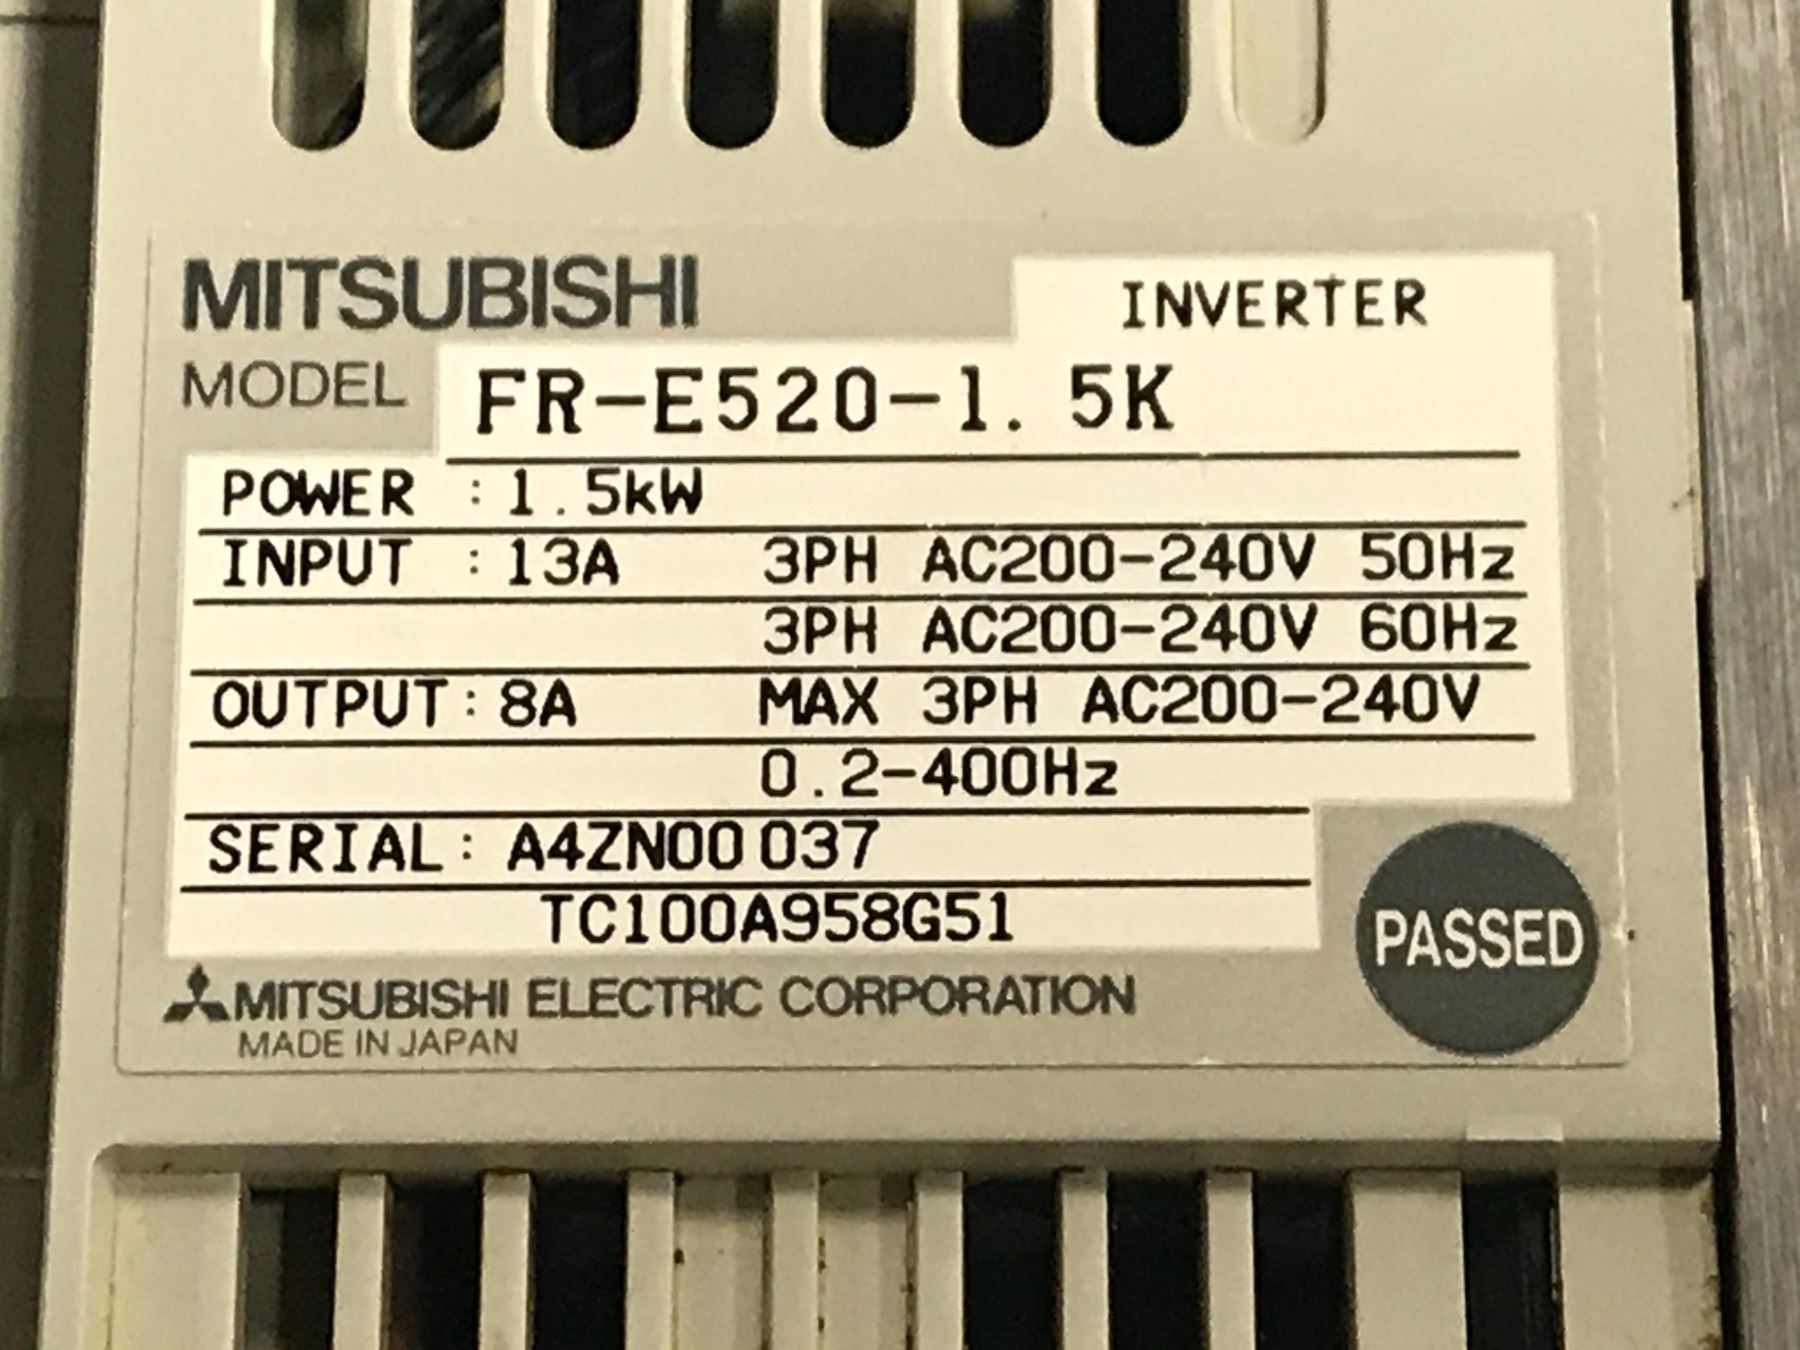 MITSUBISHI INVERTER
MODEL FR-E520-1.5K
POWER : 1.5kW
INPUT : 13A 3PH AC200-240V 50Hz
3PH AC200-240V 60Hz
OUTPUT: 8A MAX 3PH AC200-240V
0.2-400Hz
SERIAL: A4ZN00 037
TC100A958G51
PASSED
MITSUBISHI ELECTRIC CORPORATION
MADE IN JAPAN